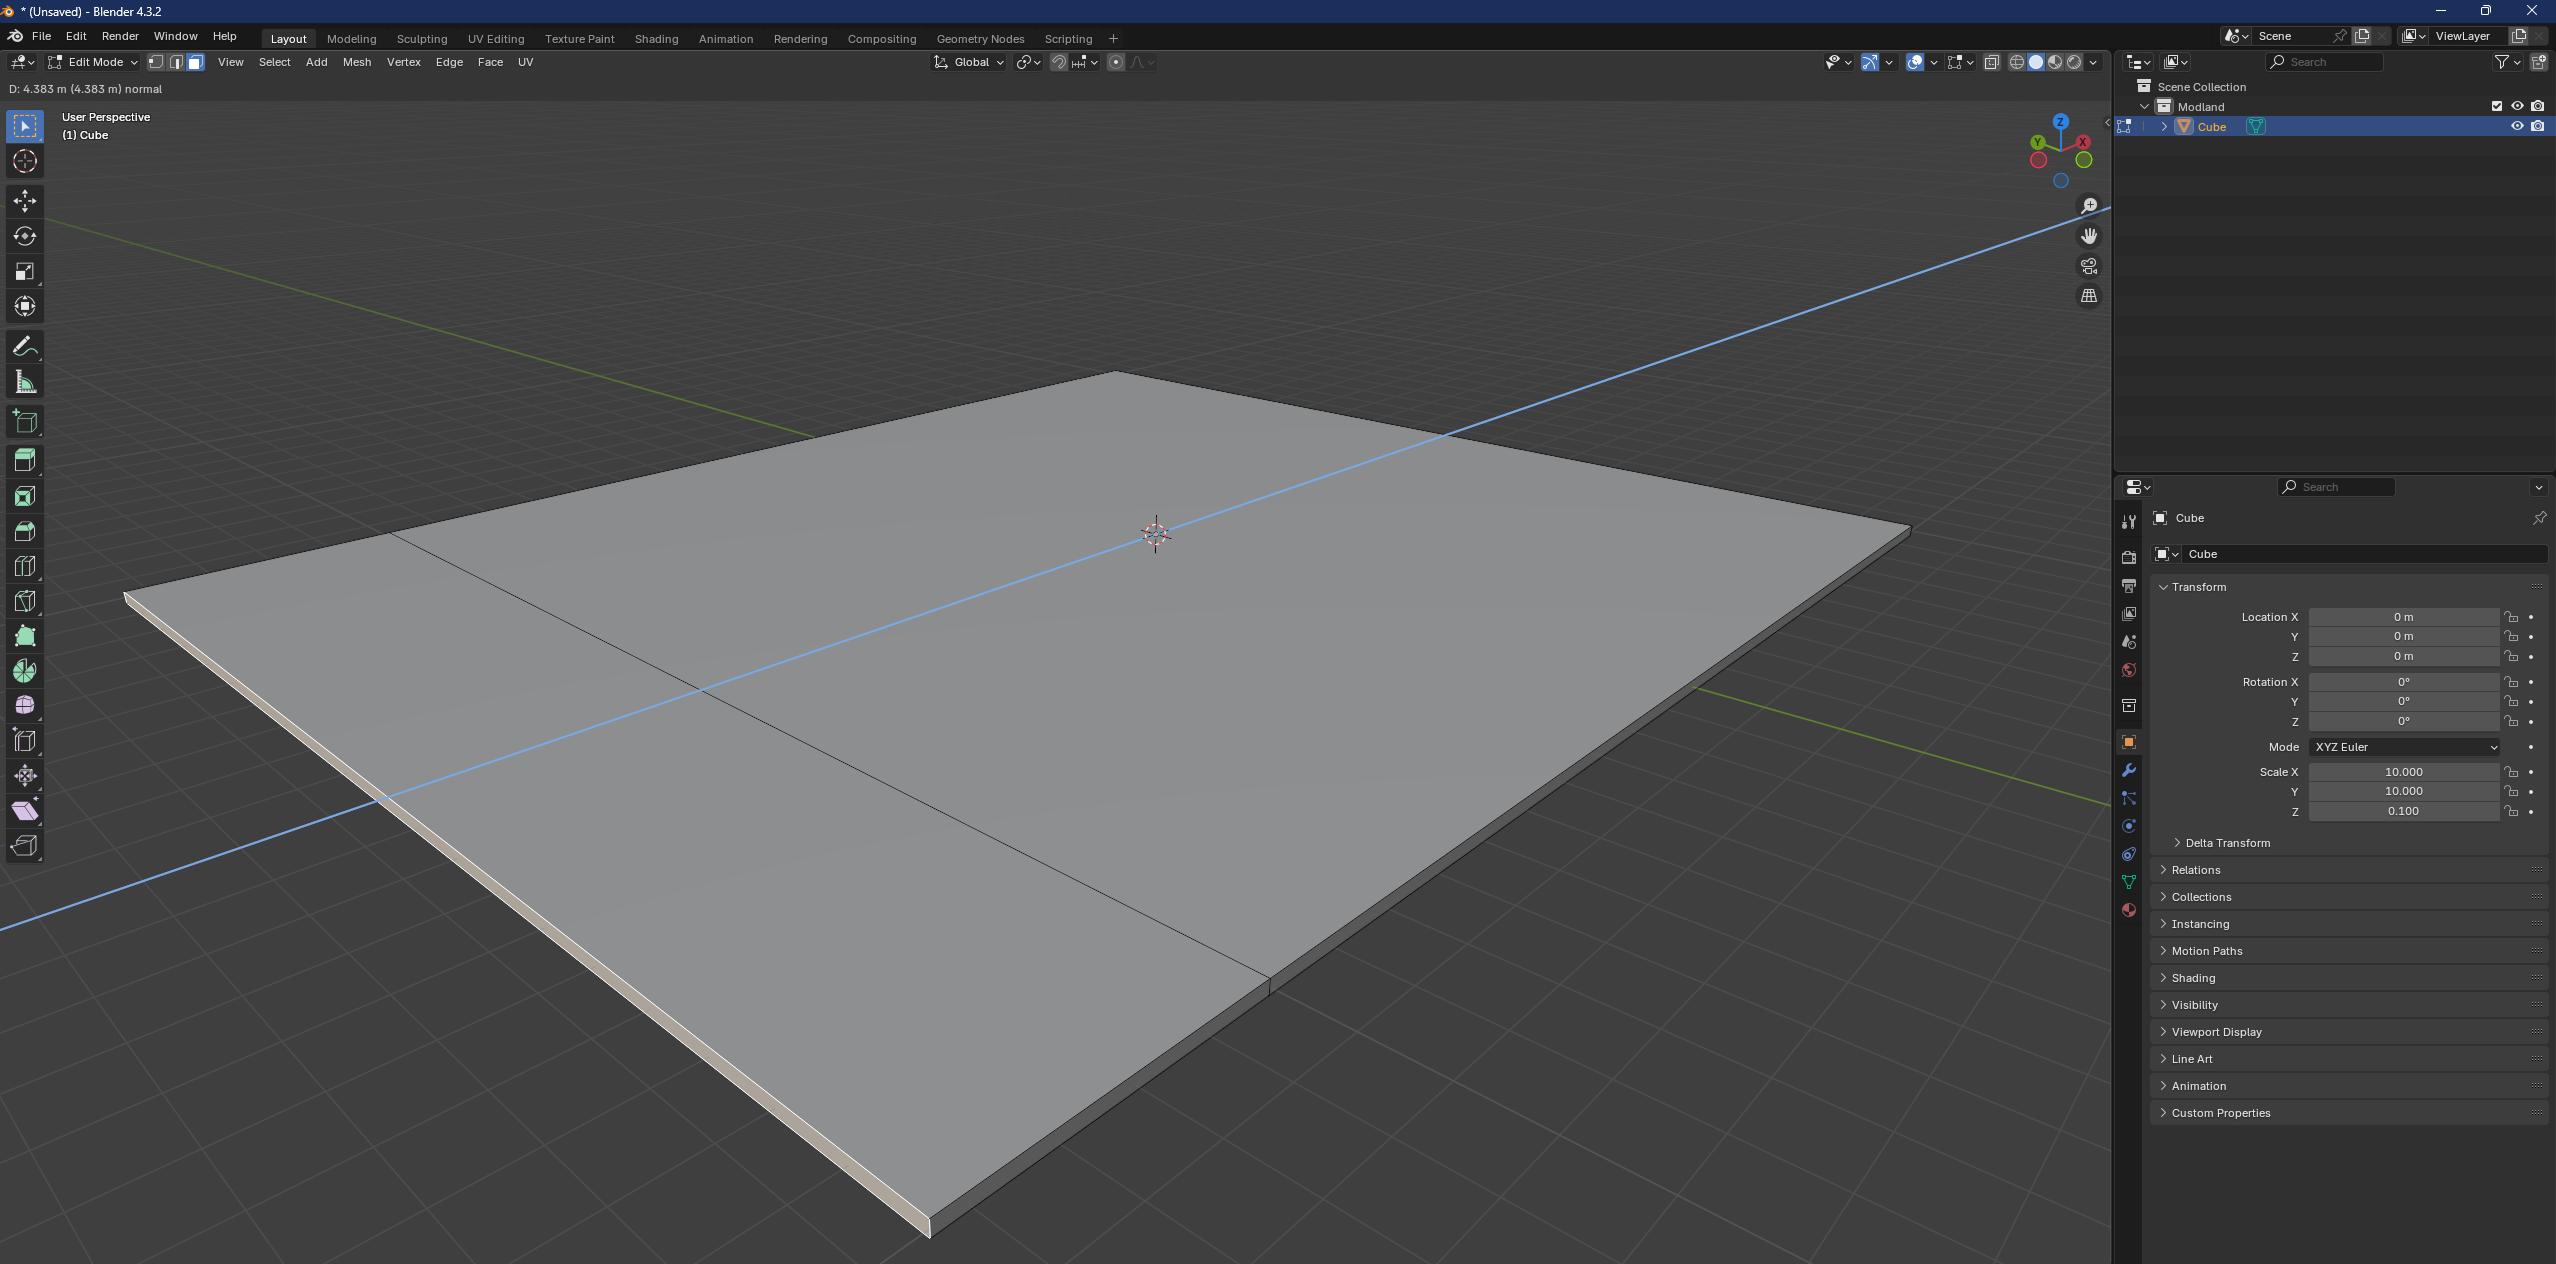 * (Unsaved) - Blender 4.3.2
File Edit Render Window Help Layout Modeling Sculpting UV Editing Texture Paint Shading Animation Rendering Compositing Geometry Nodes Scripting + Scene ViewLayer
Edit Mode View Select Add Mesh Vertex Edge Face UV Global
D: 4.383 m (4.383 m) normal
User Perspective
(1) Cube
Z
Y X
Search
Scene Collection
Modland
Cube
Search
Cube
Cube
Transform
Location X 0 m
Y 0 m
Z 0 m
Rotation X 0°
Y 0°
Z 0°
Mode XYZ Euler
Scale X 10.000
Y 10.000
Z 0.100
Delta Transform
Relations
Collections
Instancing
Motion Paths
Shading
Visibility
Viewport Display
Line Art
Animation
Custom Properties